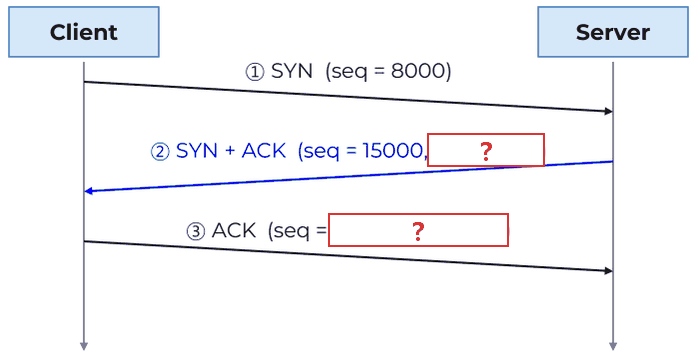 Client
Server
① SYN (seq = 8000)
② SYN + ACK (seq = 15000, ?
③ ACK (seq = ?